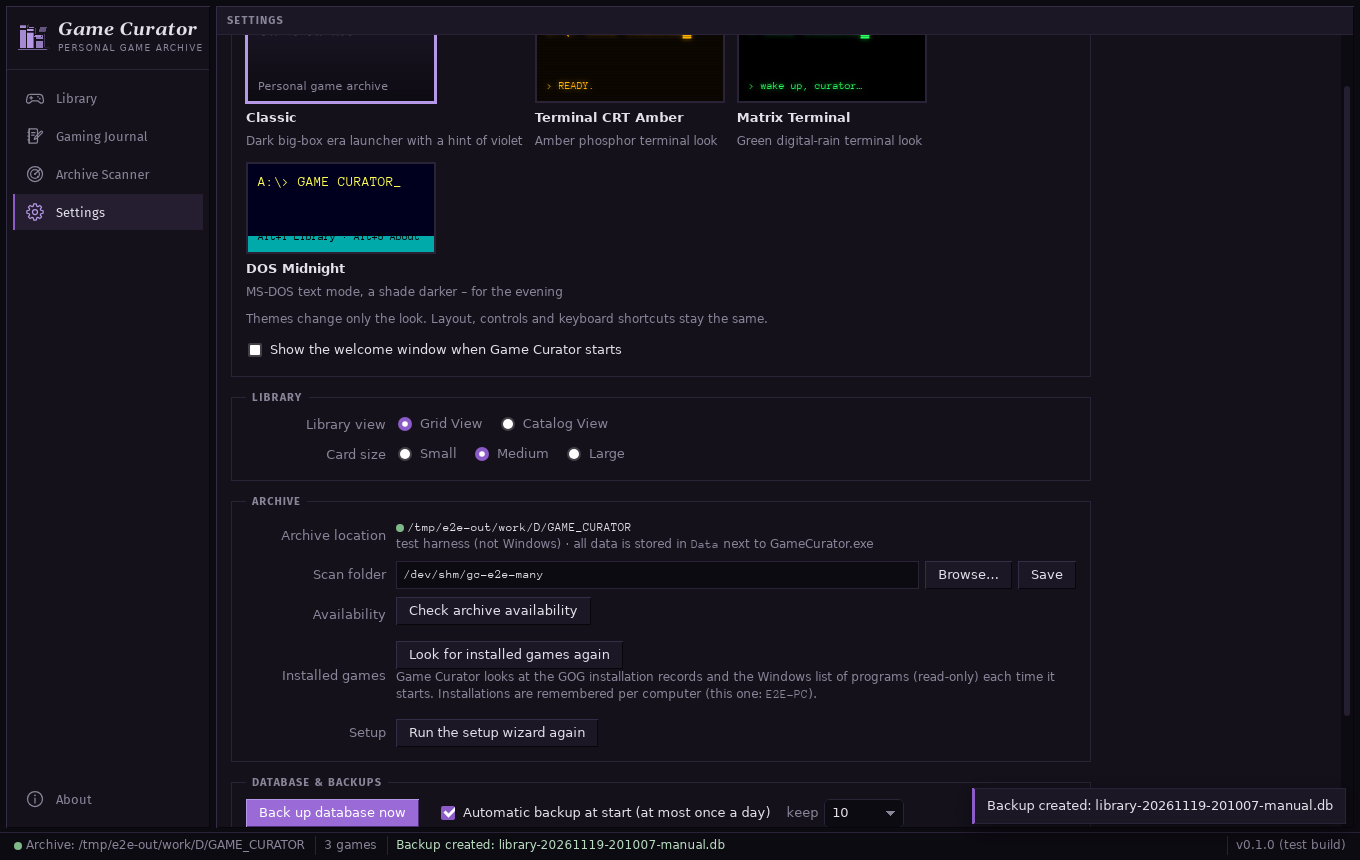 Game Curator
PERSONAL GAME ARCHIVE
Library
Gaming Journal
Archive Scanner
Settings
About
SETTINGS
Personal game archive
› READY.
› wake up, curator…
Classic
Terminal CRT Amber
Matrix Terminal
Dark big-box era launcher with a hint of violet
Amber phosphor terminal look
Green digital-rain terminal look
A:\> GAME CURATOR_
DOS Midnight
MS-DOS text mode, a shade darker – for the evening
Themes change only the look. Layout, controls and keyboard shortcuts stay the same.
Show the welcome window when Game Curator starts
LIBRARY
Library view Grid View Catalog View
Card size Small Medium Large
ARCHIVE
Archive location /tmp/e2e-out/work/D/GAME_CURATOR
test harness (not Windows) · all data is stored in Data next to GameCurator.exe
Scan folder /dev/shm/gc-e2e-many Browse… Save
Availability Check archive availability
Look for installed games again
Installed games Game Curator looks at the GOG installation records and the Windows list of programs (read-only) each time it
starts. Installations are remembered per computer (this one: E2E-PC).
Setup Run the setup wizard again
DATABASE & BACKUPS
Back up database now Automatic backup at start (at most once a day) keep 10
Backup created: library-20261119-201007-manual.db
Archive: /tmp/e2e-out/work/D/GAME_CURATOR 3 games Backup created: library-20261119-201007-manual.db v0.1.0 (test build)